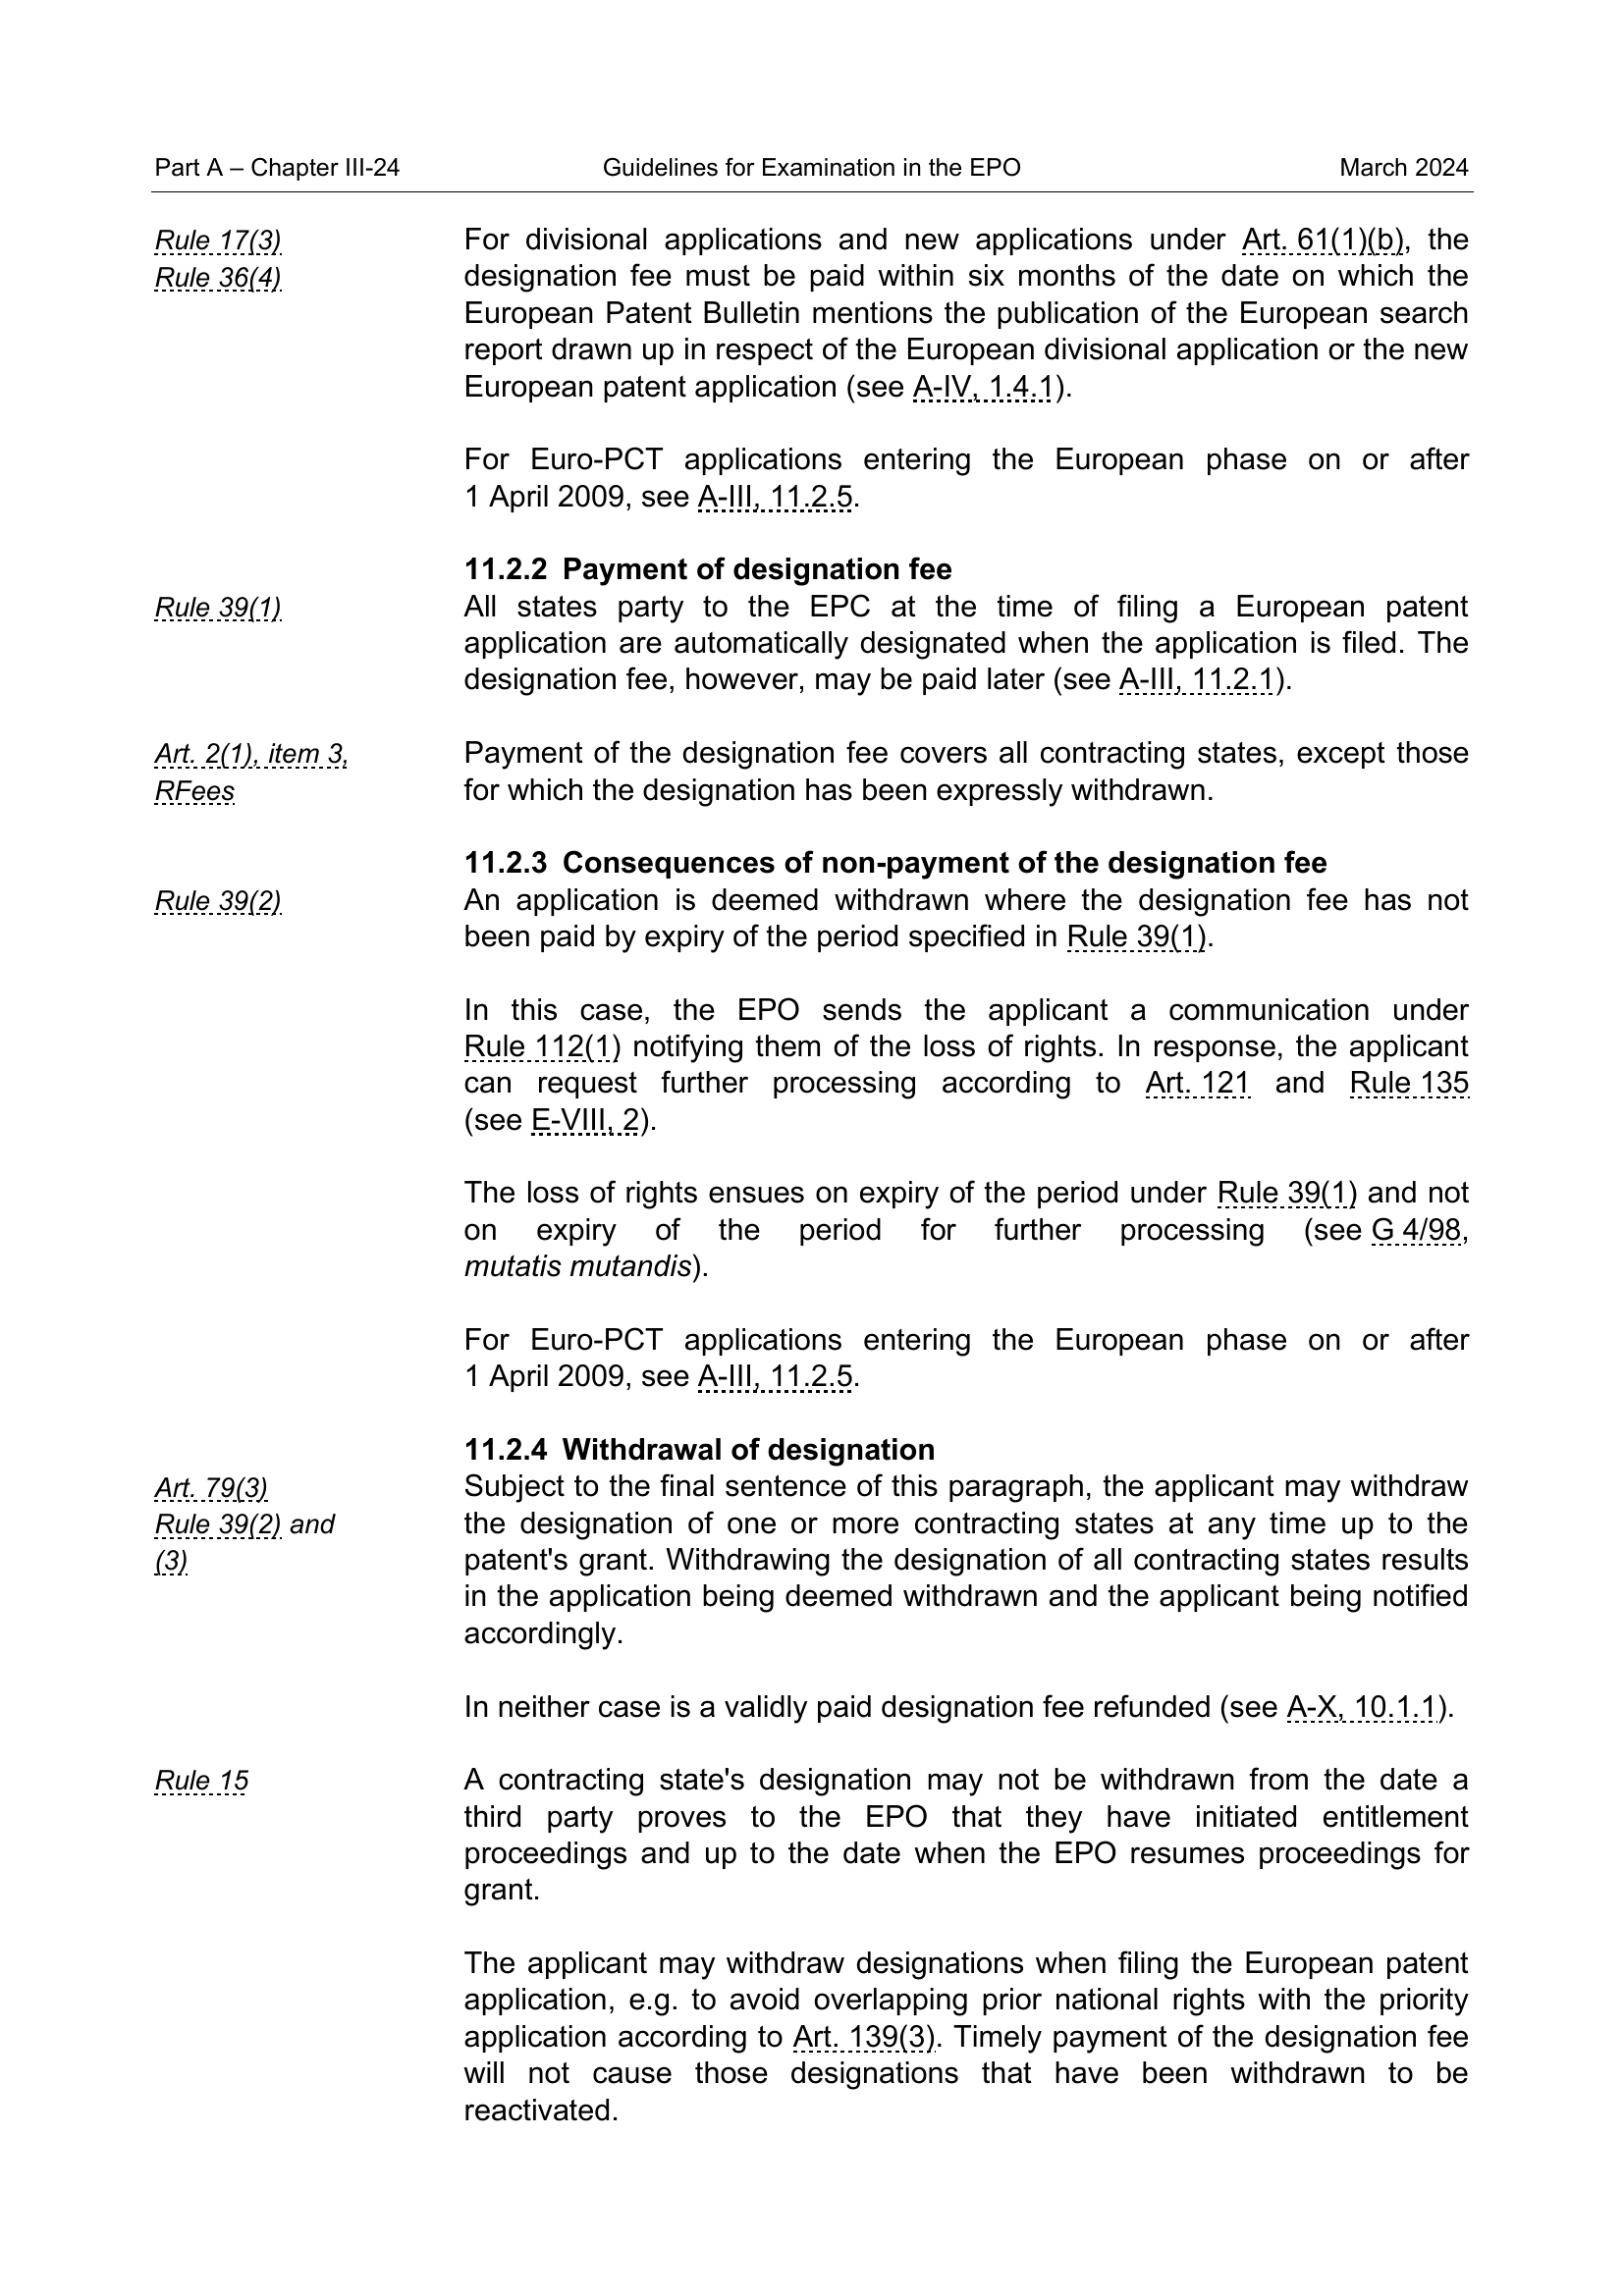 Part A – Chapter III-24 Guidelines for Examination in the EPO March 2024
Rule 17(3)
Rule 36(4)
For divisional applications and new applications under Art. 61(1)(b), the
designation fee must be paid within six months of the date on which the
European Patent Bulletin mentions the publication of the European search
report drawn up in respect of the European divisional application or the new
European patent application (see A-IV, 1.4.1).
For Euro-PCT applications entering the European phase on or after
1 April 2009, see A-III, 11.2.5.
11.2.2 Payment of designation fee
Rule 39(1)
All states party to the EPC at the time of filing a European patent
application are automatically designated when the application is filed. The
designation fee, however, may be paid later (see A-III, 11.2.1).
Art. 2(1), item 3,
RFees
Payment of the designation fee covers all contracting states, except those
for which the designation has been expressly withdrawn.
11.2.3 Consequences of non-payment of the designation fee
Rule 39(2)
An application is deemed withdrawn where the designation fee has not
been paid by expiry of the period specified in Rule 39(1).
In this case, the EPO sends the applicant a communication under
Rule 112(1) notifying them of the loss of rights. In response, the applicant
can request further processing according to Art. 121 and Rule 135
(see E-VIII, 2).
The loss of rights ensues on expiry of the period under Rule 39(1) and not
on expiry of the period for further processing (see G 4/98,
mutatis mutandis).
For Euro-PCT applications entering the European phase on or after
1 April 2009, see A-III, 11.2.5.
11.2.4 Withdrawal of designation
Art. 79(3)
Rule 39(2) and
(3)
Subject to the final sentence of this paragraph, the applicant may withdraw
the designation of one or more contracting states at any time up to the
patent's grant. Withdrawing the designation of all contracting states results
in the application being deemed withdrawn and the applicant being notified
accordingly.
In neither case is a validly paid designation fee refunded (see A-X, 10.1.1).
Rule 15
A contracting state's designation may not be withdrawn from the date a
third party proves to the EPO that they have initiated entitlement
proceedings and up to the date when the EPO resumes proceedings for
grant.
The applicant may withdraw designations when filing the European patent
application, e.g. to avoid overlapping prior national rights with the priority
application according to Art. 139(3). Timely payment of the designation fee
will not cause those designations that have been withdrawn to be
reactivated.